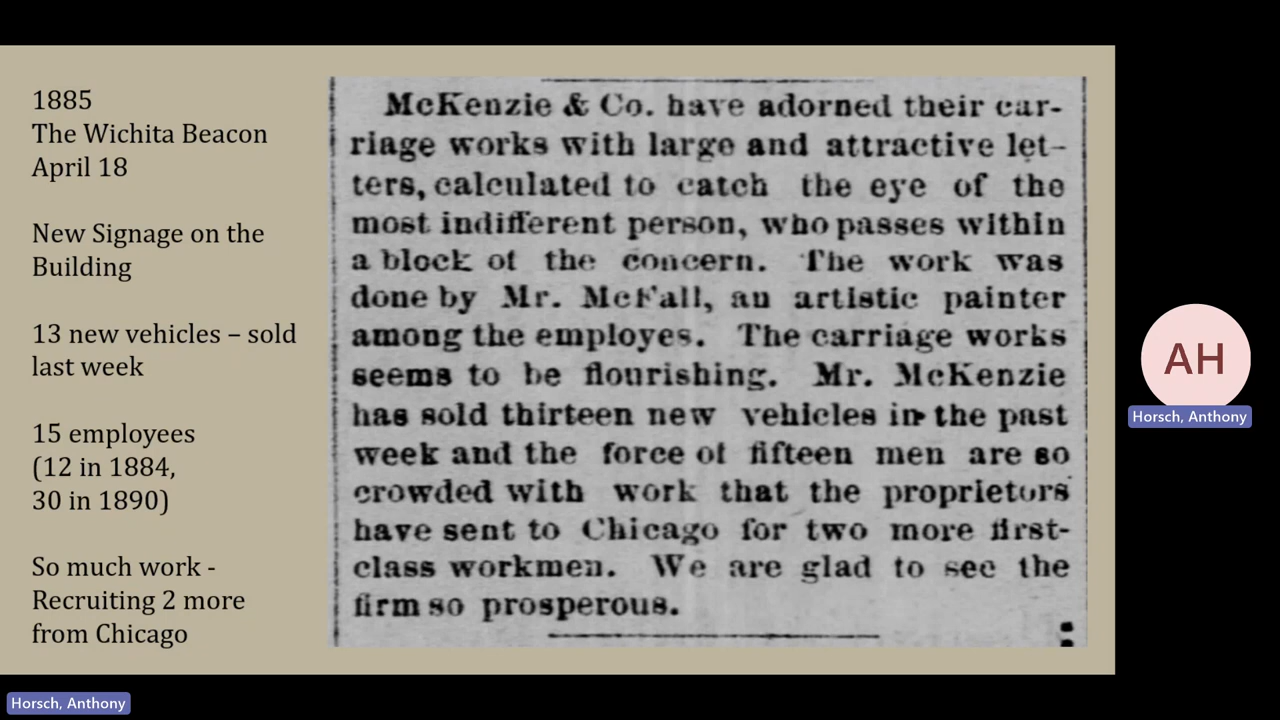 1885
The Wichita Beacon
April 18
New Signage on the
Building
13 new vehicles – sold
last week
15 employees
(12 in 1884,
30 in 1890)
So much work -
Recruiting 2 more
from Chicago
McKenzie & Co. have adorned their car-
riage works with large and attractive let-
ters, calculated to catch the eye of the
most indifferent person, who passes within
a block of the concern. The work was
done by Mr. McFall, an artistic painter
among the employes. The carriage works
seems to be flourishing. Mr. McKenzie
has sold thirteen new vehicles in the past
week and the force of fifteen men are so
crowded with work that the proprietors
have sent to Chicago for two more first-
class workmen. We are glad to see the
firm so prosperous.
AH
Horsch, Anthony
Horsch, Anthony